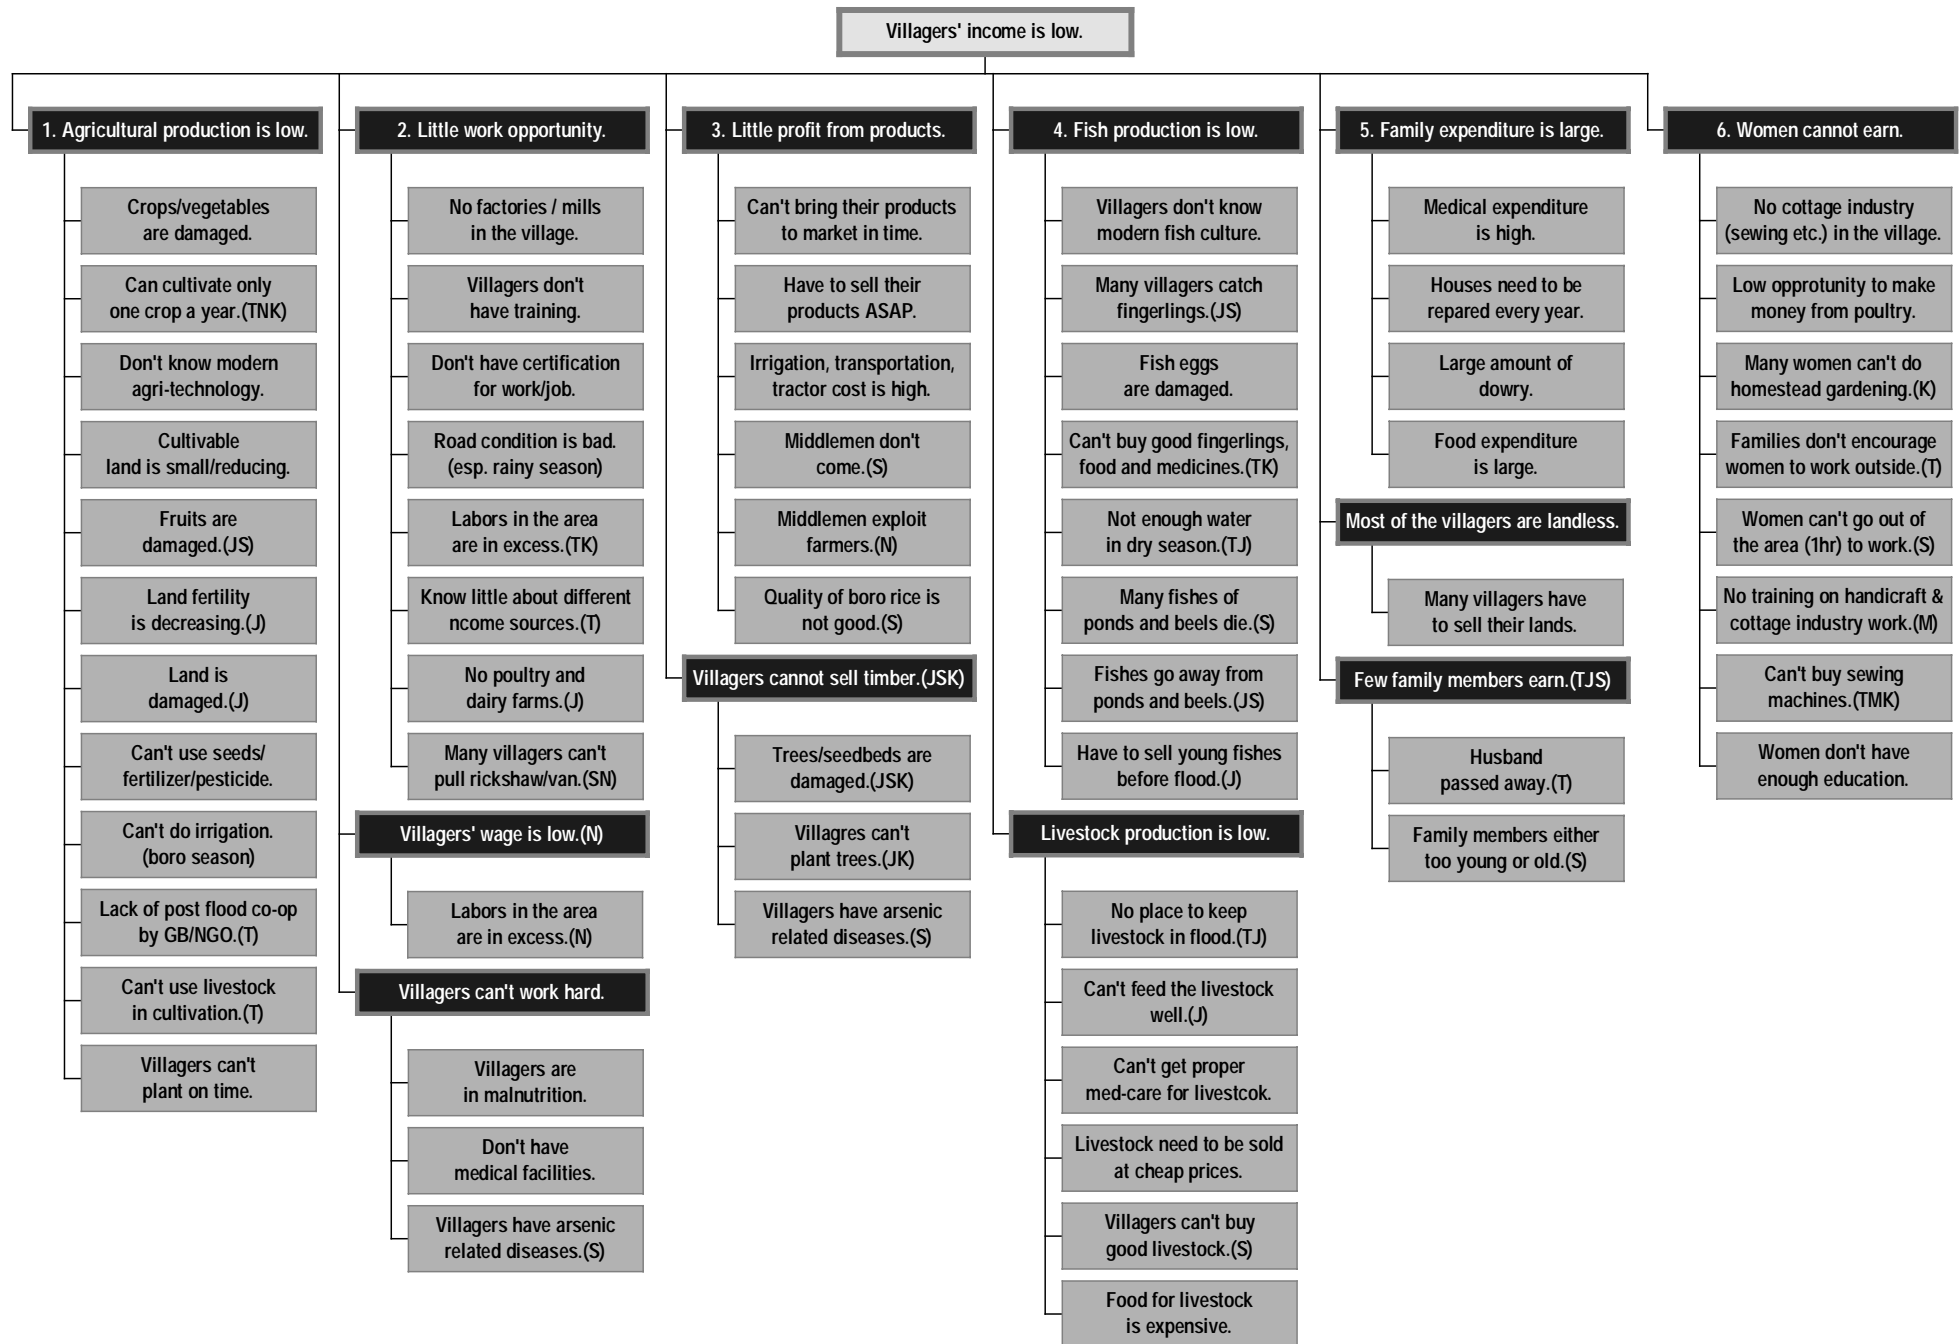 Villagers' income is low.
1. Agricultural production is low.
Crops/vegetables
are damaged.
Can cultivate only
one crop a year.(TNK)
Don't know modern
agri-technology.
Cultivable
land is small/reducing.
Fruits are
damaged.(JS)
Land fertility
is decreasing.(J)
Land is
damaged.(J)
Can't use seeds/
fertilizer/pesticide.
Can't do irrigation.
(boro season)
Lack of post flood co-op
by GB/NGO.(T)
Can't use livestock
in cultivation.(T)
Villagers can't
plant on time.
2. Little work opportunity.
No factories / mills
in the village.
Villagers don't
have training.
Don't have certification
for work/job.
Road condition is bad.
(esp. rainy season)
Labors in the area
are in excess.(TK)
Know little about different
ncome sources.(T)
No poultry and
dairy farms.(J)
Many villagers can't
pull rickshaw/van.(SN)
Villagers' wage is low.(N)
Labors in the area
are in excess.(N)
Villagers can't work hard.
Villagers are
in malnutrition.
Don't have
medical facilities.
Villagers have arsenic
related diseases.(S)
3. Little profit from products.
Can't bring their products
to market in time.
Have to sell their
products ASAP.
Irrigation, transportation,
tractor cost is high.
Middlemen don't
come.(S)
Middlemen exploit
farmers.(N)
Quality of boro rice is
not good.(S)
Villagers cannot sell timber.(JSK)
Trees/seedbeds are
damaged.(JSK)
Villagres can't
plant trees.(JK)
Villagers have arsenic
related diseases.(S)
4. Fish production is low.
Villagers don't know
modern fish culture.
Many villagers catch
fingerlings.(JS)
Fish eggs
are damaged.
Can't buy good fingerlings,
food and medicines.(TK)
Not enough water
in dry season.(TJ)
Many fishes of
ponds and beels die.(S)
Fishes go away from
ponds and beels.(JS)
Have to sell young fishes
before flood.(J)
Livestock production is low.
No place to keep
livestock in flood.(TJ)
Can't feed the livestock
well.(J)
Can't get proper
med-care for livestcok.
Livestock need to be sold
at cheap prices.
Villagers can't buy
good livestock.(S)
Food for livestock
is expensive.
5. Family expenditure is large.
Medical expenditure
is high.
Houses need to be
repared every year.
Large amount of
dowry.
Food expenditure
is large.
Most of the villagers are landless.
Many villagers have
to sell their lands.
Few family members earn.(TJS)
Husband
passed away.(T)
Family members either
too young or old.(S)
6. Women cannot earn.
No cottage industry
(sewing etc.) in the village.
Low opprotunity to make
money from poultry.
Many women can't do
homestead gardening.(K)
Families don't encourage
women to work outside.(T)
Women can't go out of
the area (1hr) to work.(S)
No training on handicraft &
cottage industry work.(M)
Can't buy sewing
machines.(TMK)
Women don't have
enough education.